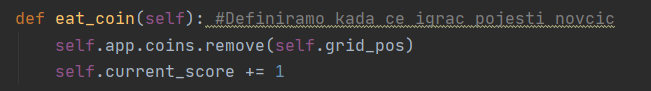 def eat_coin(self): #Definiramo kada ce igrac pojesti novcic
    self.app.coins.remove(self.grid_pos)
    self.current_score += 1